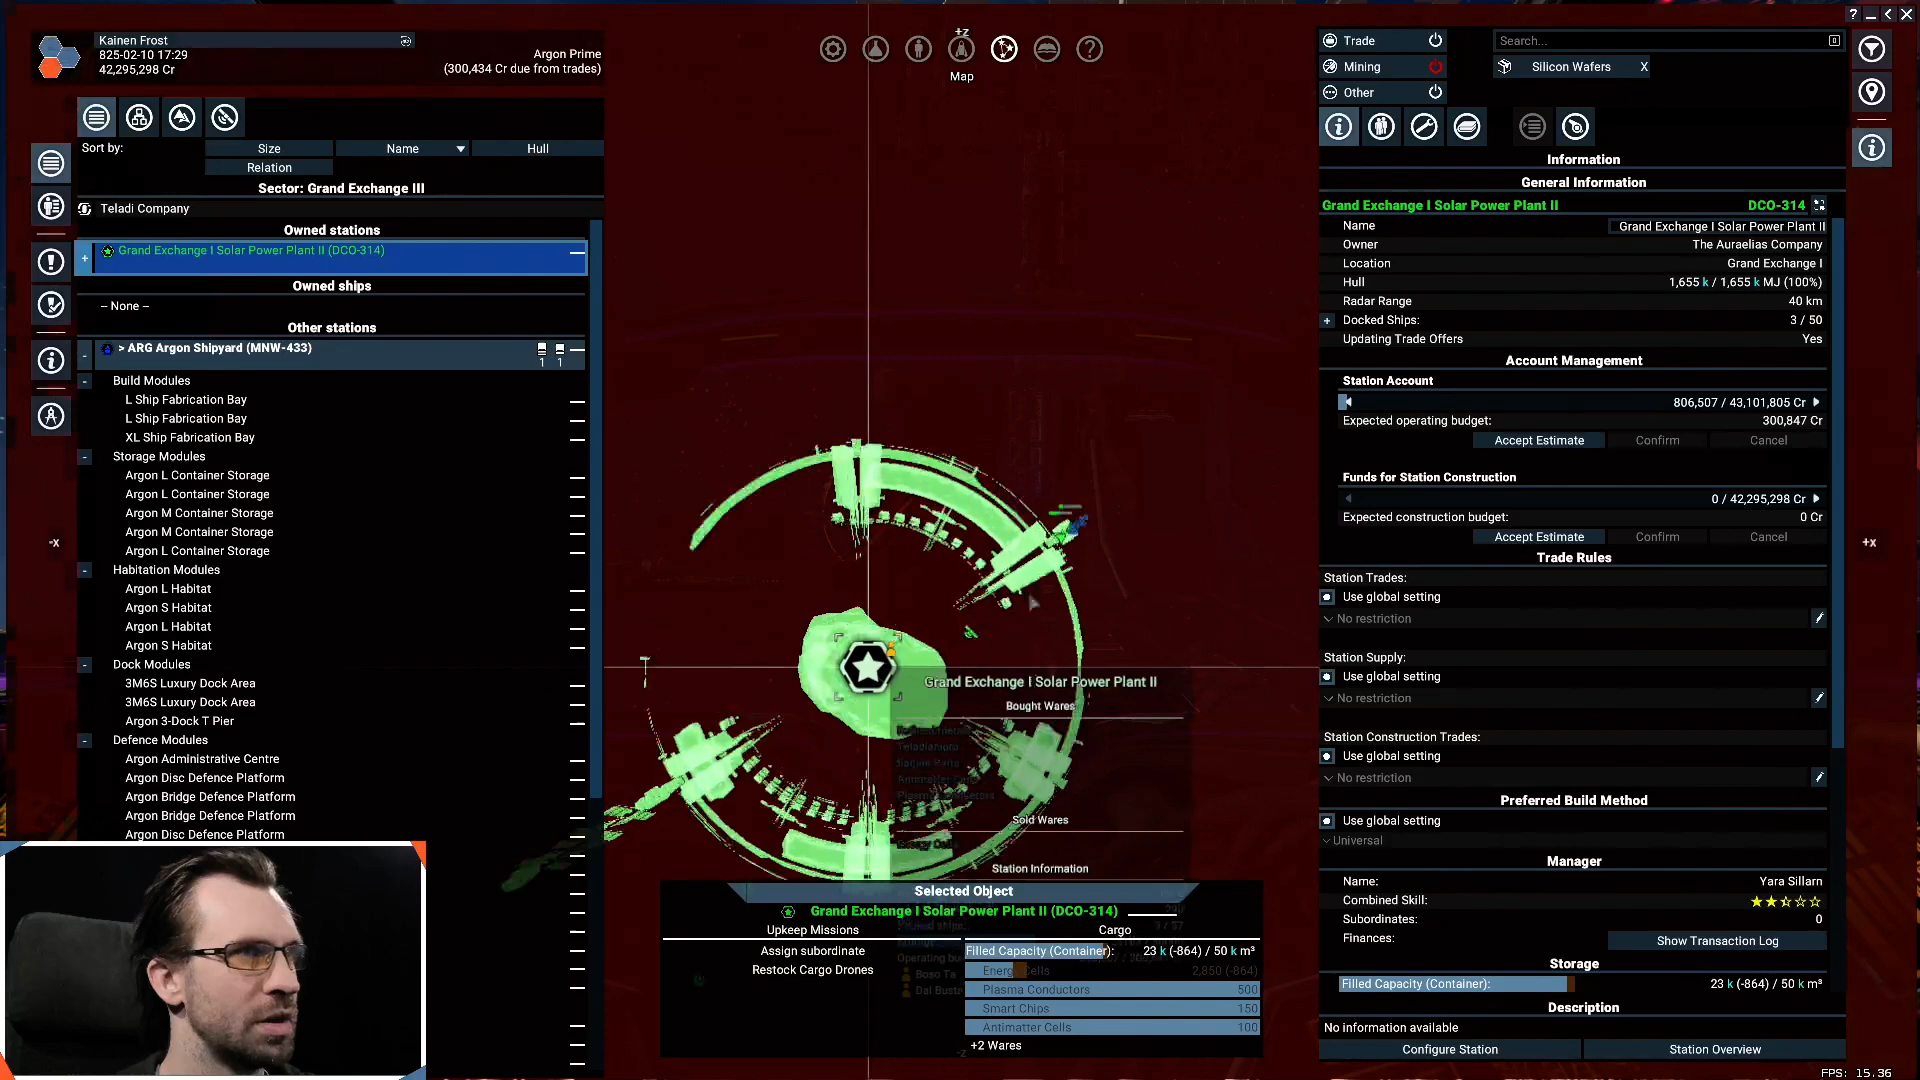 Kainen Frost
825-02-10 17:29
42,295,298 Cr
Argon Prime
(300,434 Cr due from trades)
Sort by:
Size
Name
Hull
Relation
Sector: Grand Exchange III
Teladi Company
Owned stations
+
Grand Exchange I Solar Power Plant II (DCO-314)
Owned ships
-- None --
Other stations
- > ARG Argon Shipyard (MNW-433)
1 1
- Build Modules
L Ship Fabrication Bay
L Ship Fabrication Bay
XL Ship Fabrication Bay
- Storage Modules
Argon L Container Storage
Argon L Container Storage
Argon M Container Storage
Argon M Container Storage
Argon L Container Storage
- Habitation Modules
Argon L Habitat
Argon S Habitat
Argon L Habitat
Argon S Habitat
- Dock Modules
3M6S Luxury Dock Area
3M6S Luxury Dock Area
Argon 3-Dock T Pier
- Defence Modules
Argon Administrative Centre
Argon Disc Defence Platform
Argon Bridge Defence Platform
Argon Bridge Defence Platform
Argon Disc Defence Platform
+z
Map
-x
+x
Grand Exchange I Solar Power Plant II
Bought Wares
Sold Wares
Station Information
Selected Object
Grand Exchange I Solar Power Plant II (DCO-314)
Upkeep Missions
Cargo
Assign subordinate
Filled Capacity (Container): 23 k (-864) / 50 k m³
Restock Cargo Drones
Energy Cells 2,850 (-864)
Plasma Conductors 500
Smart Chips 150
Antimatter Cells 100
+2 Wares
-z
? _ < X
Trade
Mining
Other
Search...
Silicon Wafers X
Information
General Information
Grand Exchange I Solar Power Plant II DCO-314
Name Grand Exchange I Solar Power Plant II
Owner The Auraelias Company
Location Grand Exchange I
Hull 1,655 k / 1,655 k MJ (100%)
Radar Range 40 km
+ Docked Ships: 3 / 50
Updating Trade Offers Yes
Account Management
Station Account
806,507 / 43,101,805 Cr
Expected operating budget: 300,847 Cr
Accept Estimate Confirm Cancel
Funds for Station Construction
0 / 42,295,298 Cr
Expected construction budget: 0 Cr
Accept Estimate Confirm Cancel
Trade Rules
Station Trades:
Use global setting
No restriction
Station Supply:
Use global setting
No restriction
Station Construction Trades:
Use global setting
No restriction
Preferred Build Method
Use global setting
Universal
Manager
Name: Yara Sillarn
Combined Skill:
Subordinates: 0
Finances: Show Transaction Log
Storage
Filled Capacity (Container): 23 k (-864) / 50 k m³
Description
No information available
Configure Station Station Overview
FPS: 15.36